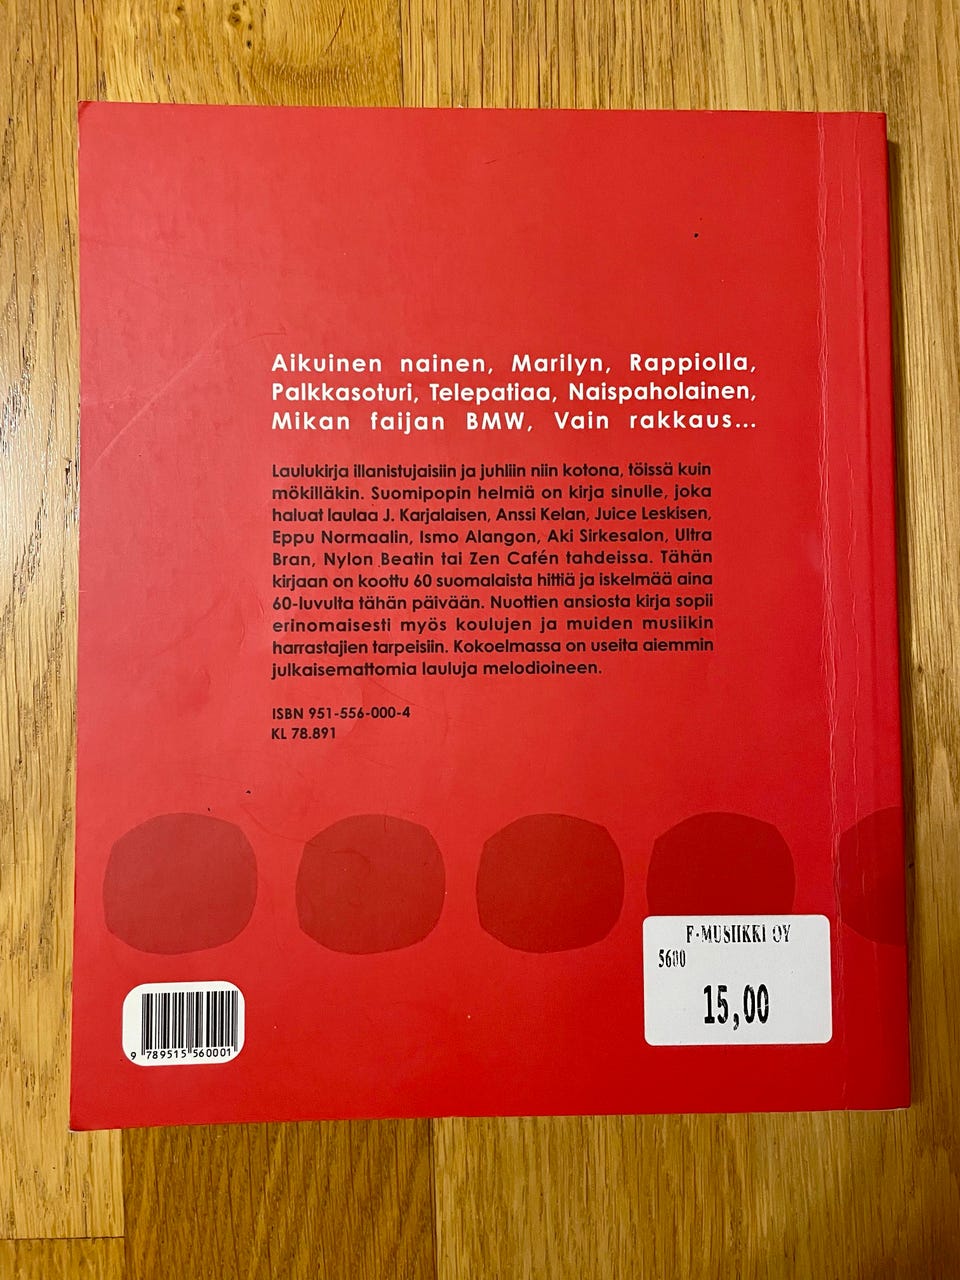 Aikuinen nainen, Marilyn, Rappiolla,
Palkkasoturi, Telepatiaa, Naispaholainen,
Mikan faijan BMW, Vain rakkaus...
Laulukirja illanistujaisiin ja juhliin niin kotona, töissä kuin
mökilläkin. Suomipopin helmiä on kirja sinulle, joka
haluat laulaa J. Karjalaisen, Anssi Kelan, Juice Leskisen,
Eppu Normaalin, Ismo Alangon, Aki Sirkesalon, Ultra
Bran, Nylon Beatin tai Zen Cafén tahdeissa. Tähän
kirjaan on koottu 60 suomalaista hittiä ja iskelmää aina
60-luvulta tähän päivään. Nuottien ansiosta kirja sopii
erinomaisesti myös koulujen ja muiden musiikin
harrastajien tarpeisiin. Kokoelmassa on useita aiemmin
julkaisemattomia lauluja melodioineen.
ISBN 951-556-000-4
KL 78.891
F-MUSIIKKI OY
5680
15,00
9 789515 560001